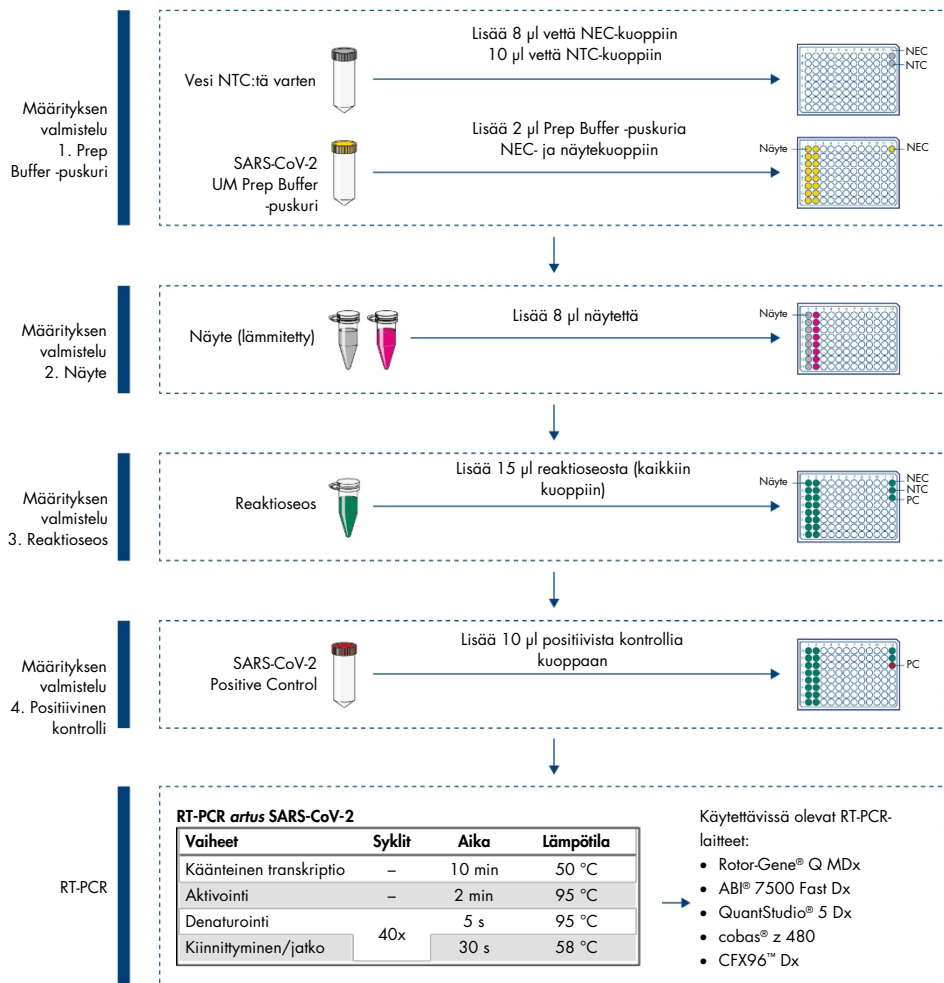 Määrityksen
valmistelu
1. Prep
Buffer -puskuri
Vesi NTC:tä varten
Lisää 8 µl vettä NEC-kuoppiin
10 µl vettä NTC-kuoppiin
NEC
NTC
SARS-CoV-2
UM Prep Buffer
-puskuri
Lisää 2 µl Prep Buffer -puskuria
NEC- ja näytekuoppiin
Näyte
NEC
Määrityksen
valmistelu
2. Näyte
Näyte (lämmitetty)
Lisää 8 µl näytettä
Näyte
Määrityksen
valmistelu
3. Reaktioseos
Reaktioseos
Lisää 15 µl reaktioseosta (kaikkiin
kuoppiin)
Näyte
NEC
NTC
PC
Määrityksen
valmistelu
4. Positiivinen
kontrolli
SARS-CoV-2
Positive Control
Lisää 10 µl positiivista kontrollia
kuoppaan
PC
RT-PCR
RT-PCR artus SARS-CoV-2
Vaiheet Syklit Aika Lämpötila
Käänteinen transkriptio – 10 min 50 °C
Aktivointi – 2 min 95 °C
Denaturointi 5 s 95 °C
40x
Kiinnittyminen/jatko 30 s 58 °C
Käytettävissä olevat RT-PCR-
laitteet:
• Rotor-Gene® Q MDx
• ABI® 7500 Fast Dx
• QuantStudio® 5 Dx
• cobas® z 480
• CFX96™ Dx